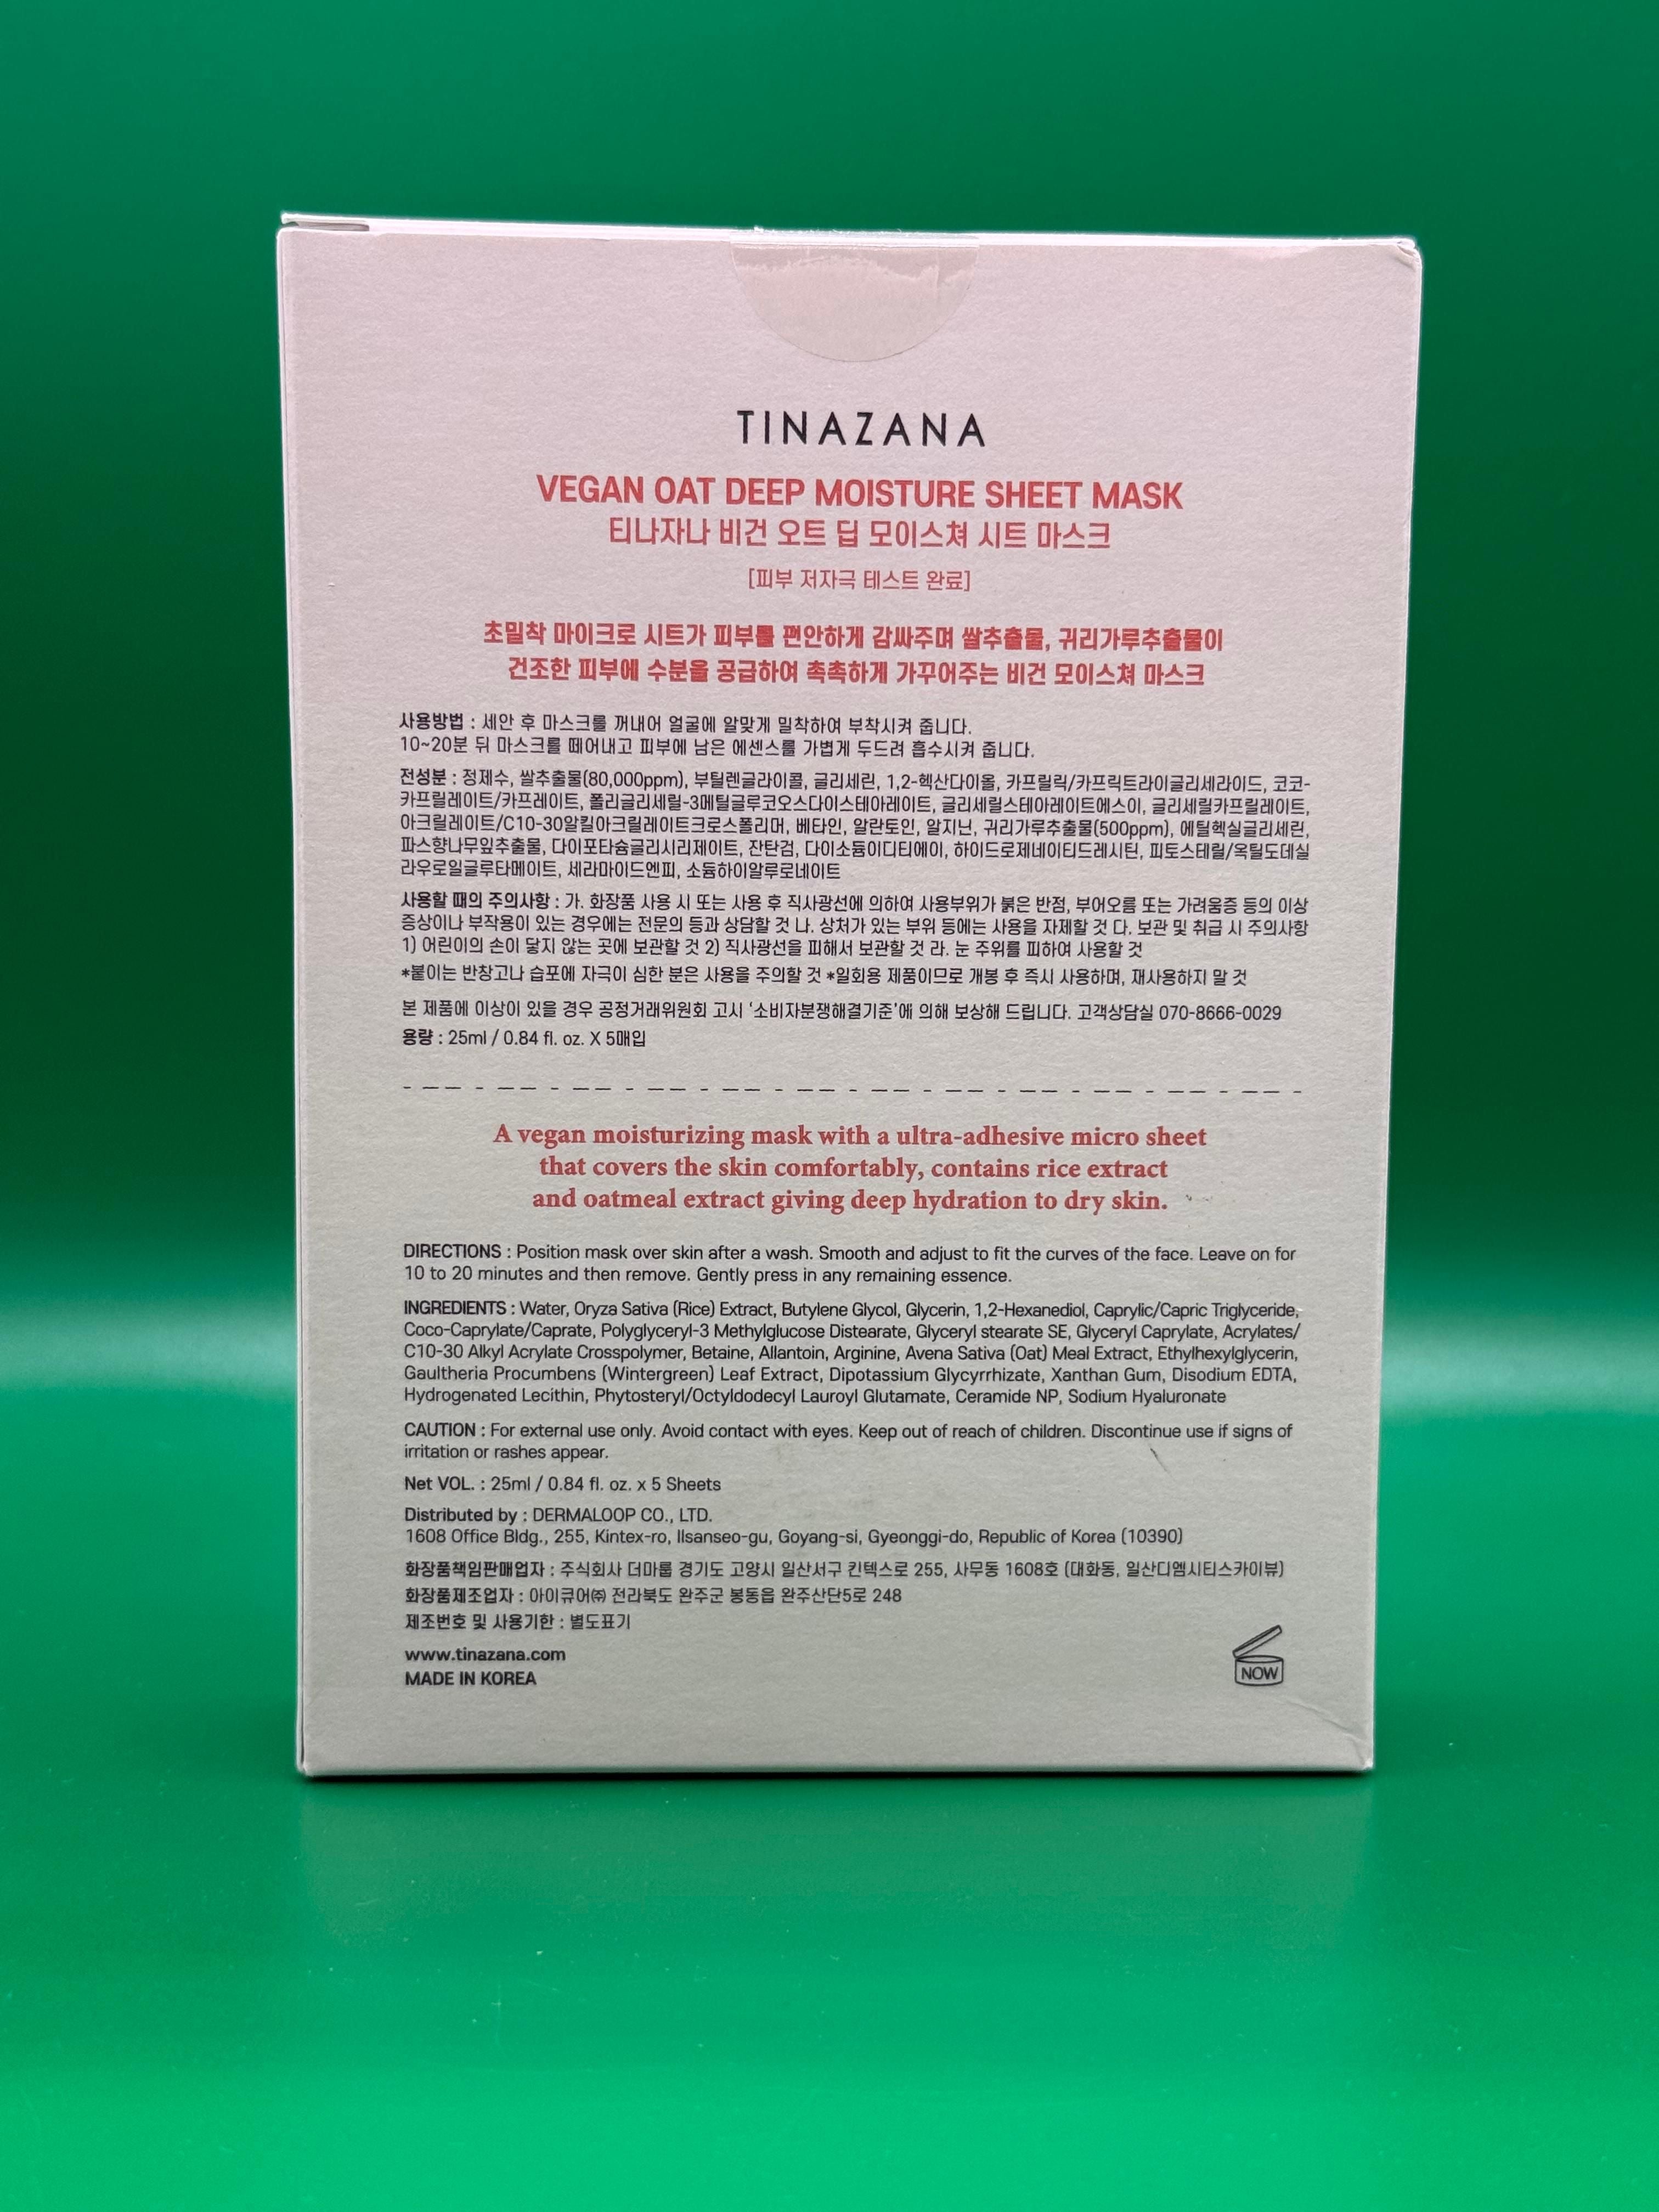 TINAZANA
VEGAN OAT DEEP MOISTURE SHEET MASK
티나자나 비건 오트 딥 모이스쳐 시트 마스크
[피부 저자극 테스트 완료]
초밀착 마이크로 시트가 피부를 편안하게 감싸주며 쌀추출물, 귀리가루추출물이
건조한 피부에 수분을 공급하여 촉촉하게 가꾸어주는 비건 모이스쳐 마스크
사용방법 : 세안 후 마스크를 꺼내어 얼굴에 알맞게 밀착하여 부착시켜 줍니다.
10~20분 뒤 마스크를 떼어내고 피부에 남은 에센스를 가볍게 두드려 흡수시켜 줍니다.
전성분 : 정제수, 쌀추출물(80,000ppm), 부틸렌글라이콜, 글리세린, 1,2-헥산다이올, 카프릴릭/카프릭트라이글리세라이드, 코코-
카프릴레이트/카프레이트, 폴리글리세릴-3메틸글루코오스다이스테아레이트, 글리세릴스테아레이트에스이, 글리세릴카프릴레이트,
아크릴레이트/C10-30알킬아크릴레이트크로스폴리머, 베타인, 알란토인, 알지닌, 귀리가루추출물(500ppm), 에틸헥실글리세린,
파스향나무잎추출물, 다이포타슘글리시리제이트, 잔탄검, 다이소듐이디티에이, 하이드로제네이티드레시틴, 피토스테릴/옥틸도데실
라우로일글루타메이트, 세라마이드엔피, 소듐하이알루로네이트
사용할 때의 주의사항 : 가. 화장품 사용 시 또는 사용 후 직사광선에 의하여 사용부위가 붉은 반점, 부어오름 또는 가려움증 등의 이상
증상이나 부작용이 있는 경우에는 전문의 등과 상담할 것 나. 상처가 있는 부위 등에는 사용을 자제할 것 다. 보관 및 취급 시 주의사항
1) 어린이의 손이 닿지 않는 곳에 보관할 것 2) 직사광선을 피해서 보관할 것 라. 눈 주위를 피하여 사용할 것
*붙이는 반창고나 습포에 자극이 심한 분은 사용을 주의할 것 *일회용 제품이므로 개봉 후 즉시 사용하며, 재사용하지 말 것
본 제품에 이상이 있을 경우 공정거래위원회 고시 '소비자분쟁해결기준'에 의해 보상해 드립니다. 고객상담실 070-8666-0029
용량 : 25ml / 0.84 fl. oz. X 5매입
A vegan moisturizing mask with a ultra-adhesive micro sheet
that covers the skin comfortably, contains rice extract
and oatmeal extract giving deep hydration to dry skin.
DIRECTIONS : Position mask over skin after a wash. Smooth and adjust to fit the curves of the face. Leave on for
10 to 20 minutes and then remove. Gently press in any remaining essence.
INGREDIENTS : Water, Oryza Sativa (Rice) Extract, Butylene Glycol, Glycerin, 1,2-Hexanediol, Caprylic/Capric Triglyceride,
Coco-Caprylate/Caprate, Polyglyceryl-3 Methylglucose Distearate, Glyceryl stearate SE, Glyceryl Caprylate, Acrylates/
C10-30 Alkyl Acrylate Crosspolymer, Betaine, Allantoin, Arginine, Avena Sativa (Oat) Meal Extract, Ethylhexylglycerin,
Gaultheria Procumbens (Wintergreen) Leaf Extract, Dipotassium Glycyrrhizate, Xanthan Gum, Disodium EDTA,
Hydrogenated Lecithin, Phytosteryl/Octyldodecyl Lauroyl Glutamate, Ceramide NP, Sodium Hyaluronate
CAUTION : For external use only. Avoid contact with eyes. Keep out of reach of children. Discontinue use if signs of
irritation or rashes appear.
Net VOL. : 25ml / 0.84 fl. oz. x 5 Sheets
Distributed by : DERMALOOP CO., LTD.
1608 Office Bldg., 255, Kintex-ro, Ilsanseo-gu, Goyang-si, Gyeonggi-do, Republic of Korea (10390)
화장품책임판매업자 : 주식회사 더마룹 경기도 고양시 일산서구 킨텍스로 255, 사무동 1608호 (대화동, 일산디엠시티스카이뷰)
화장품제조업자 : 아이큐어㈜ 전라북도 완주군 봉동읍 완주산단5로 248
제조번호 및 사용기한 : 별도표기
www.tinazana.com
MADE IN KOREA
NOW